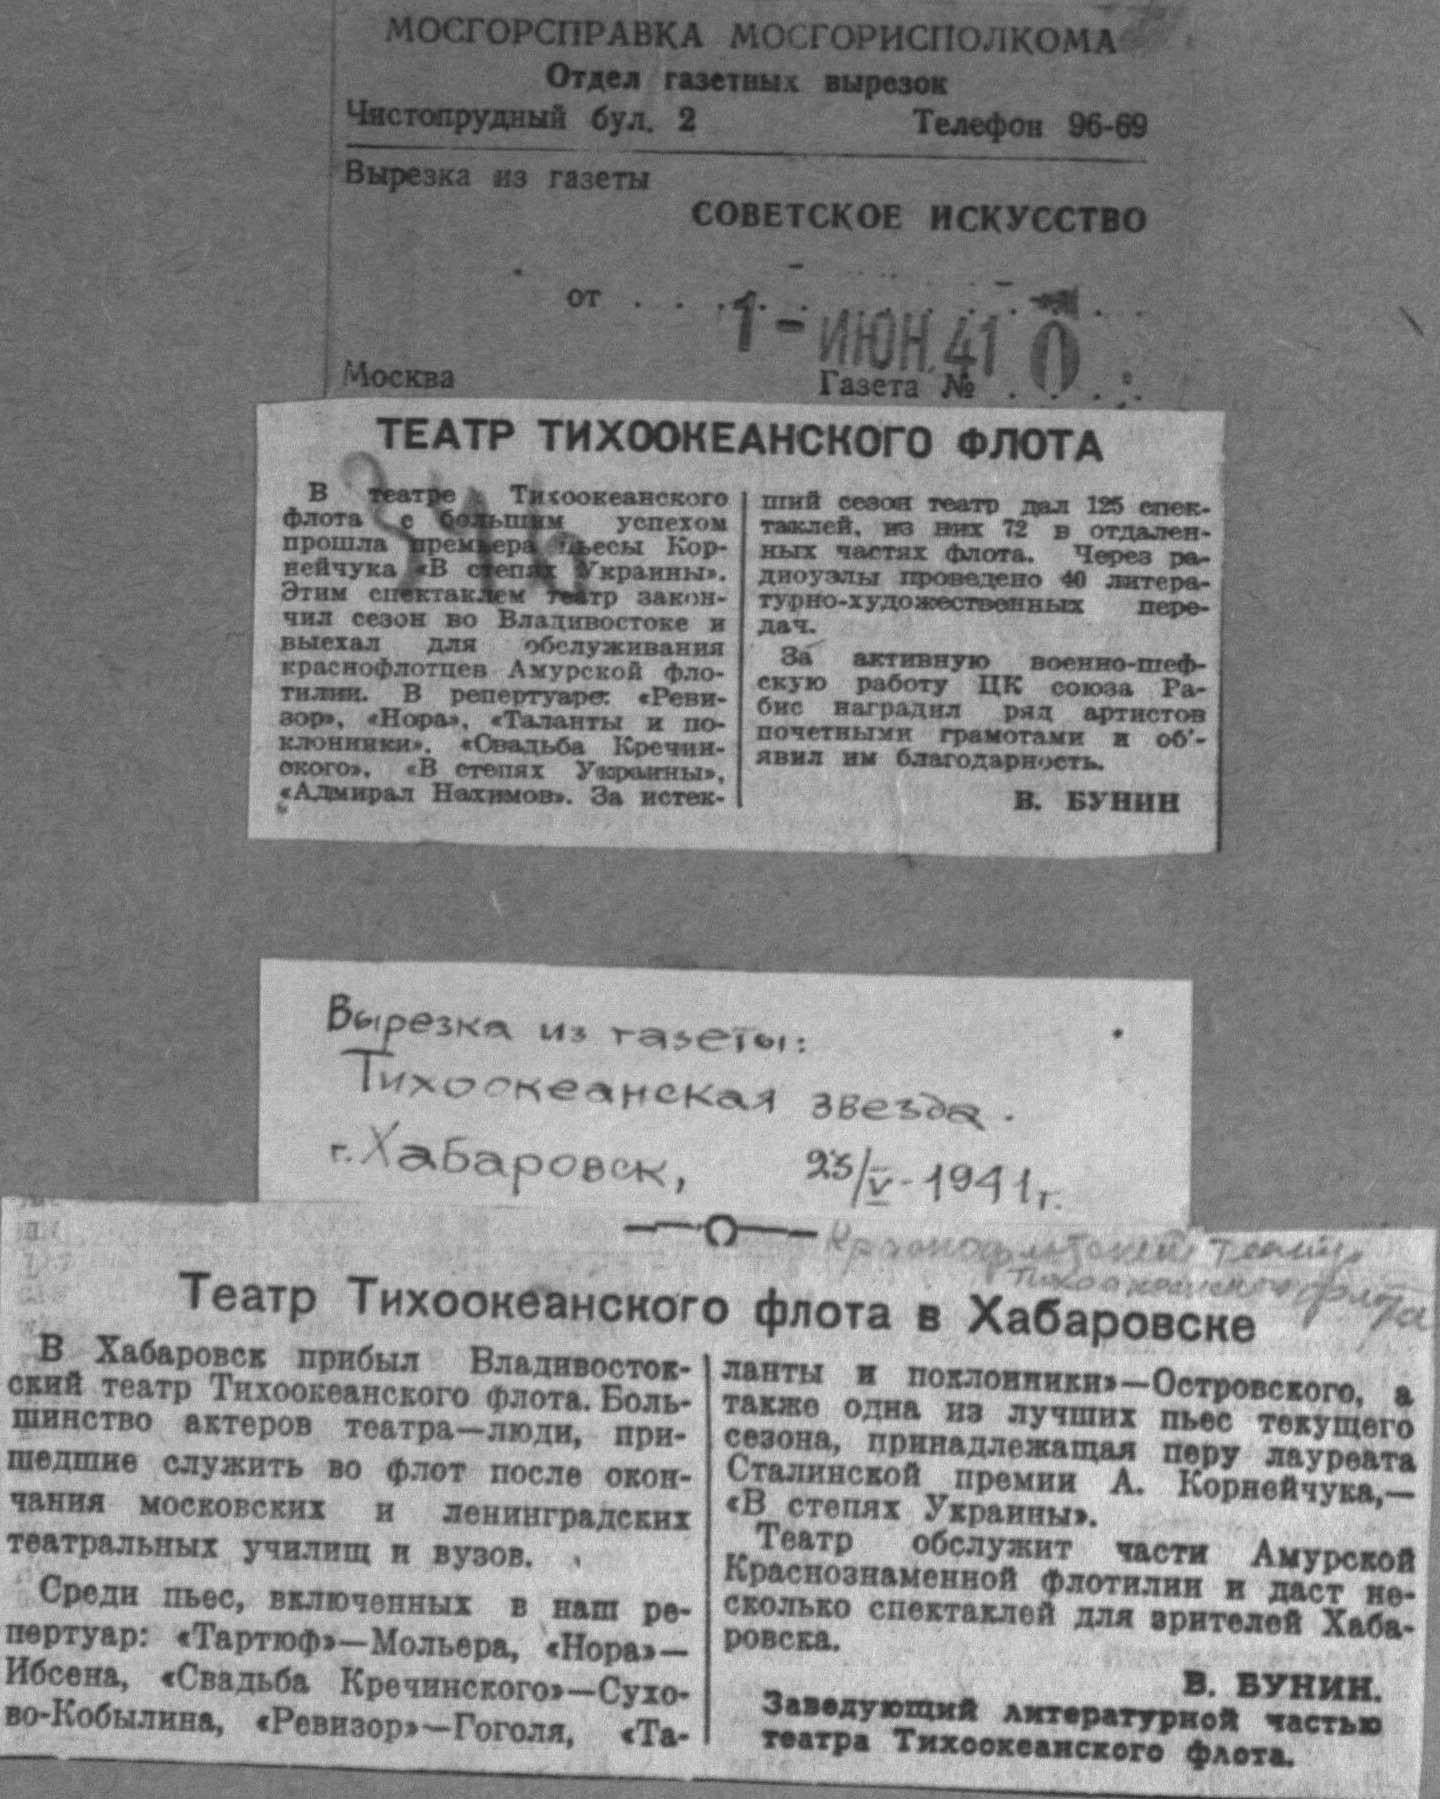 МОСГОРСПРАВКА МОСГОРИСПОЛКОМА
Отдел газетных вырезок
Чистопрудный бул. 2 Телефон 96-69
Вырезка из газеты
СОВЕТСКОЕ ИСКУССТВО
от . . . . . . . . . . . .
1 - ИЮН. 41 0
Москва Газета № . . . .
ТЕАТР ТИХООКЕАНСКОГО ФЛОТА
В театре Тихоокеанского
флота с большим успехом
прошла премьера пьесы Кор-
нейчука «В степях Украины».
Этим спектаклем театр закон-
чил сезон во Владивостоке и
выехал для обслуживания
краснофлотцев Амурской фло-
тилии. В репертуаре: «Реви-
зор», «Нора», «Таланты и по-
клонники», «Свадьба Кречин-
ского», «В степях Украины»,
«Адмирал Нахимов». За истек-
ший сезон театр дал 125 спек-
таклей, из них 72 в отдален-
ных частях флота. Через ра-
диоузлы проведено 40 литера-
турно-художественных пере-
дач.
За активную военно-шеф-
скую работу ЦК союза Ра-
бис наградил ряд артистов
почетными грамотами и об'-
явил им благодарность.
В. БУНИН
Вырезка из газеты:
Тихоокеанская звезда.
г. Хабаровск, 23/V-1941г.
Краснофлотский театр
Тихоокеанского флота
Театр Тихоокеанского флота в Хабаровске
В Хабаровск прибыл Владивосток-
ский театр Тихоокеанского флота. Боль-
шинство актеров театра—люди, при-
шедшие служить во флот после окон-
чания московских и ленинградских
театральных училищ и вузов.
Среди пьес, включенных в наш ре-
пертуар: «Тартюф»—Мольера, «Нора»—
Ибсена, «Свадьба Кречинского»—Сухо-
во-Кобылина, «Ревизор»—Гоголя, «Та-
ланты и поклонники»—Островского, а
также одна из лучших пьес текущего
сезона, принадлежащая перу лауреата
Сталинской премии А. Корнейчука,—
«В степях Украины».
Театр обслужит части Амурской
Краснознаменной флотилии и даст не-
сколько спектаклей для зрителей Хаба-
ровска.
В. БУНИН.
Заведующий литературной частью
театра Тихоокеанского флота.